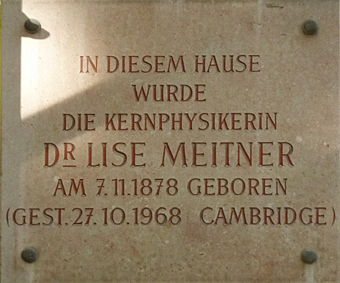 IN DIESEM HAUSE
WURDE
DIE KERNPHYSIKERIN
DR LISE MEITNER
AM 7.11.1878 GEBOREN
(GEST. 27.10.1968 CAMBRIDGE)